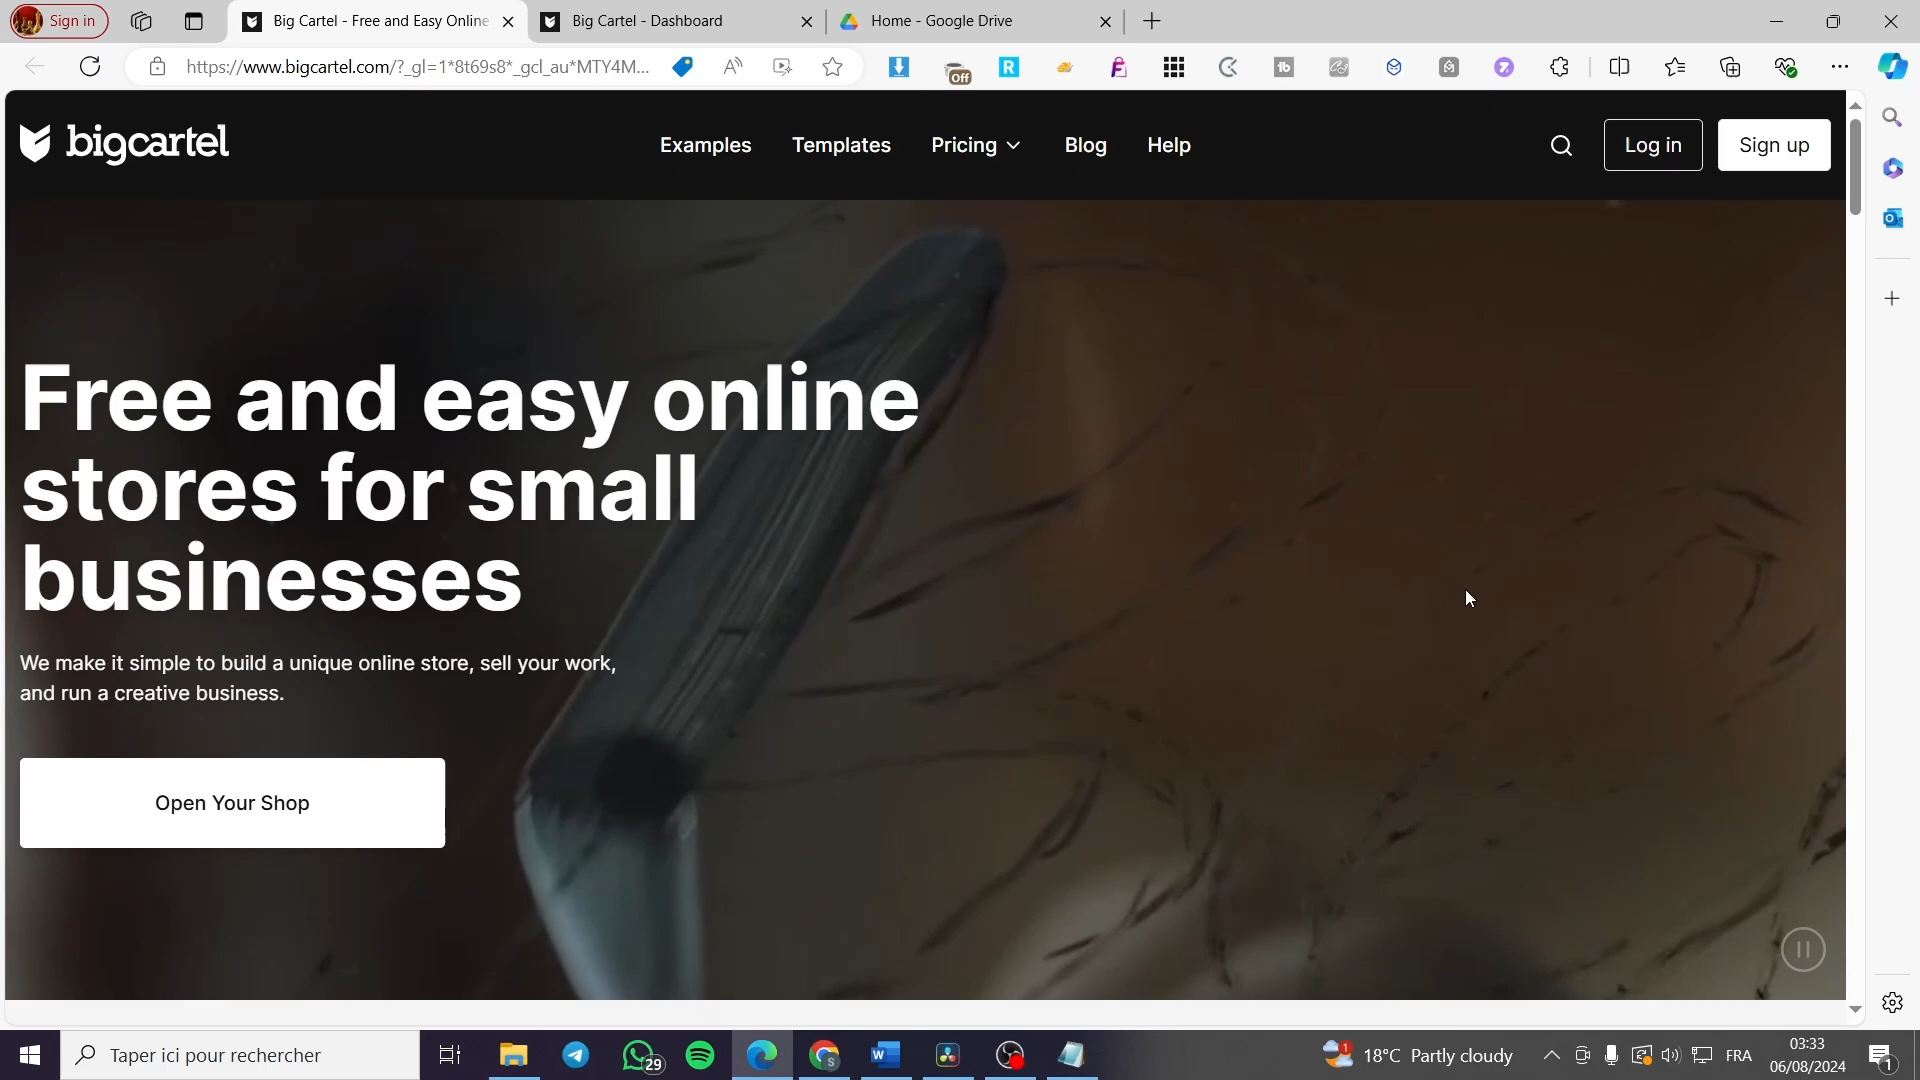 Sign in
Big Cartel - Free and Easy Online
Big Cartel - Dashboard
Home - Google Drive
https://www.bigcartel.com/?_gl=1*8t69s8*_gcl_au*MTY4M...
Off
bigcartel
Examples
Templates
Pricing
Blog
Help
Log in
Sign up
Free and easy online
stores for small
businesses
We make it simple to build a unique online store, sell your work,
and run a creative business.
Open Your Shop
Taper ici pour rechercher
29
1
18°C Partly cloudy
FRA
03:33
06/08/2024
1